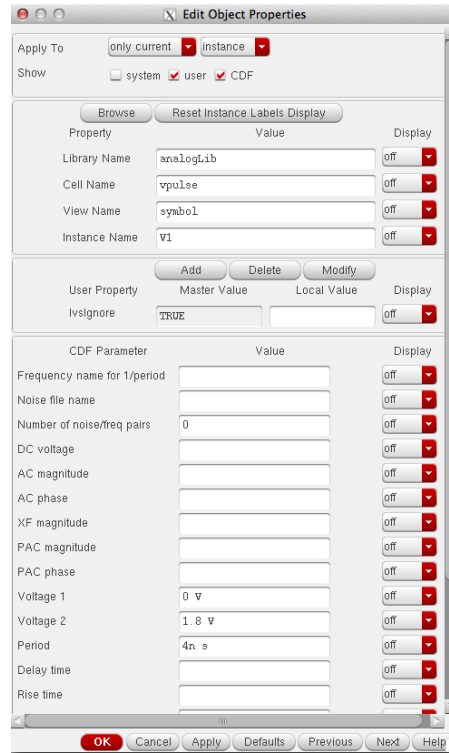 Edit Object Properties
Apply To only current instance
Show system user CDF
Browse Reset Instance Labels Display
Property Value Display
Library Name analogLib off
Cell Name vpulse off
View Name symbol off
Instance Name V1 off
Add Delete Modify
User Property Master Value Local Value Display
lvsIgnore TRUE off
CDF Parameter Value Display
Frequency name for 1/period off
Noise file name off
Number of noise/freq pairs 0 off
DC voltage off
AC magnitude off
AC phase off
XF magnitude off
PAC magnitude off
PAC phase off
Voltage 1 0 V off
Voltage 2 1.8 V off
Period 4n s off
Delay time off
Rise time off
OK Cancel Apply Defaults Previous Next Help